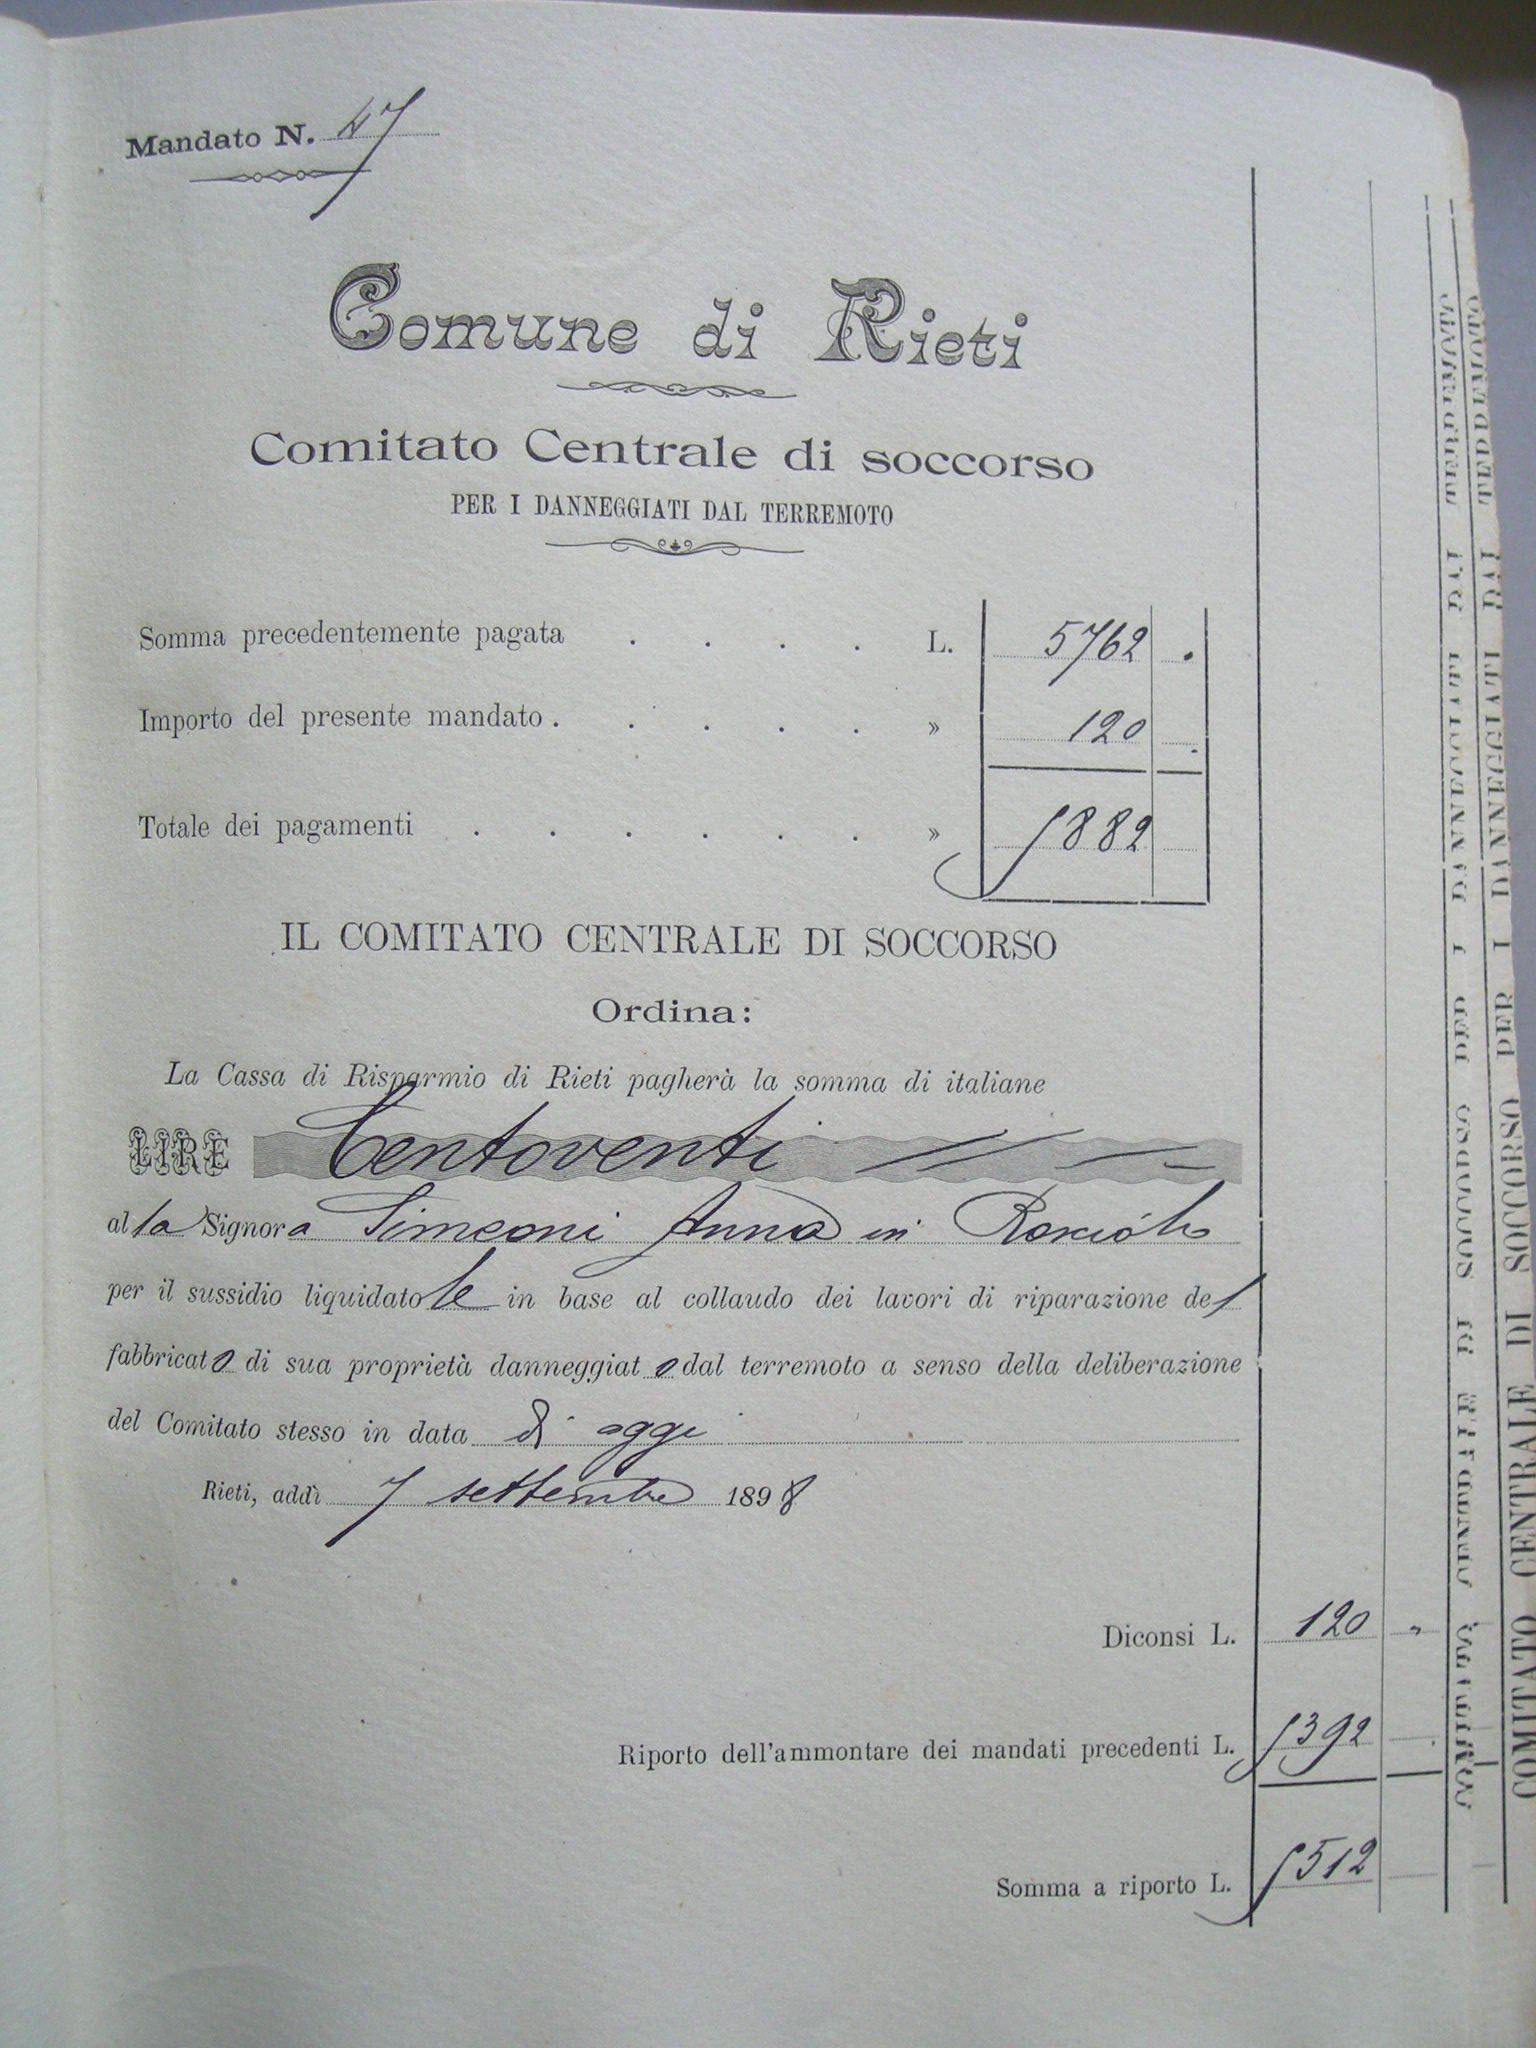 Mandato N. 47
Comune di Rieti
Comitato Centrale di soccorso
PER I DANNEGGIATI DAL TERREMOTO
Somma precedentemente pagata . . . . L. 5762 .
Importo del presente mandato . . . . . » 120 .
Totale dei pagamenti . . . . . . » 5882
IL COMITATO CENTRALE DI SOCCORSO
Ordina:
La Cassa di Risparmio di Rieti pagherà la somma di italiane
LIRE Centoventi
alla Signora Simeoni Anna in
per il sussidio liquidatole in base al collaudo dei lavori di riparazione del
fabbricato di sua proprietà danneggiato dal terremoto a senso della deliberazione
del Comitato stesso in data di oggi
Rieti, addì 7 settembre 1898
Diconsi L. 120 "
Riporto dell'ammontare dei mandati precedenti L. 5392 .
Somma a riporto L. 5512
COMITATO CENTRALE DI SOCCORSO PER I DANNEGGIATI DAL TERREMOTO